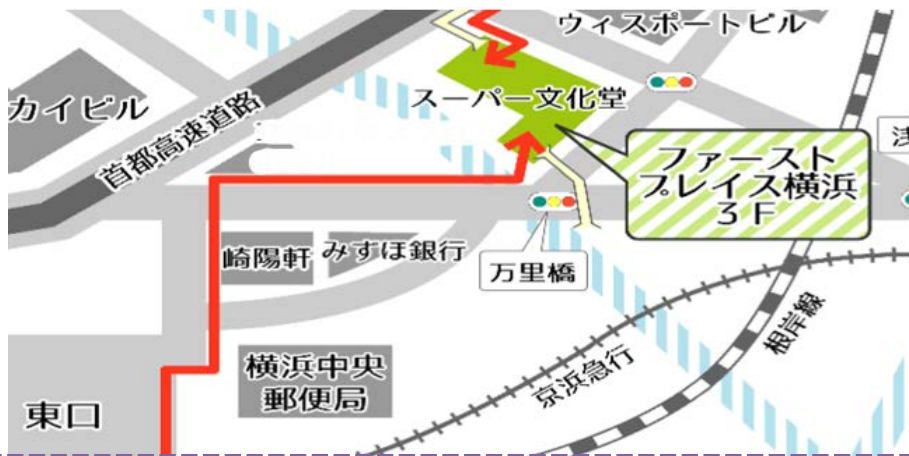 ウィスポートビル
カイビル
スーパー文化堂
首都高速道路
浅
ファースト
プレイス横浜
3F
崎陽軒
みずほ銀行
万里橋
根岸線
京浜急行
横浜中央
郵便局
東口